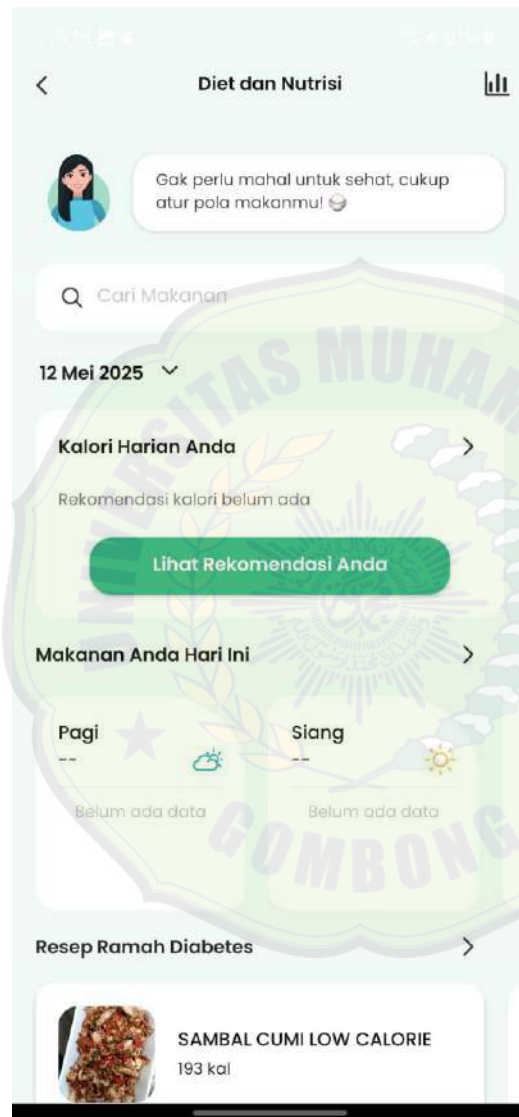 Diet dan Nutrisi
Gak perlu mahal untuk sehat, cukup
atur pola makanmu! 🍚
Cari Makanan
12 Mei 2025
Kalori Harian Anda
Rekomendasi kalori belum ada
Lihat Rekomendasi Anda
Makanan Anda Hari Ini
Pagi
--
Belum ada data
Siang
--
Belum ada data
Resep Ramah Diabetes
SAMBAL CUMI LOW CALORIE
193 kal
GOMBONG